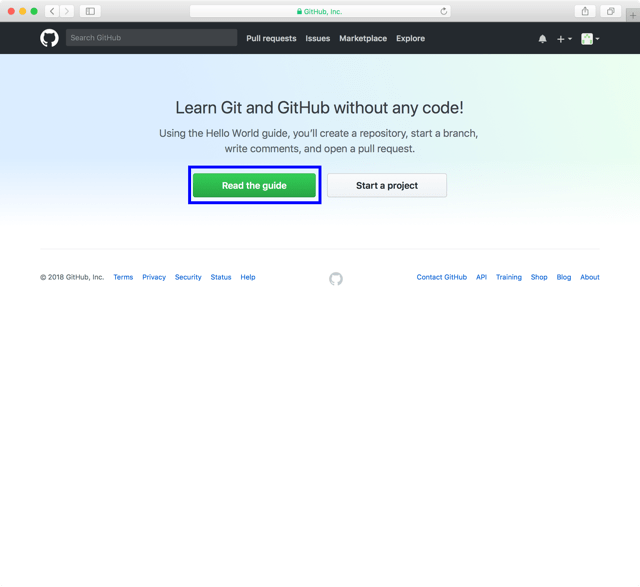 GitHub, Inc.
Search GitHub
Pull requests Issues Marketplace Explore
Learn Git and GitHub without any code!
Using the Hello World guide, you'll create a repository, start a branch,
write comments, and open a pull request.
Read the guide Start a project
© 2018 GitHub, Inc. Terms Privacy Security Status Help Contact GitHub API Training Shop Blog About